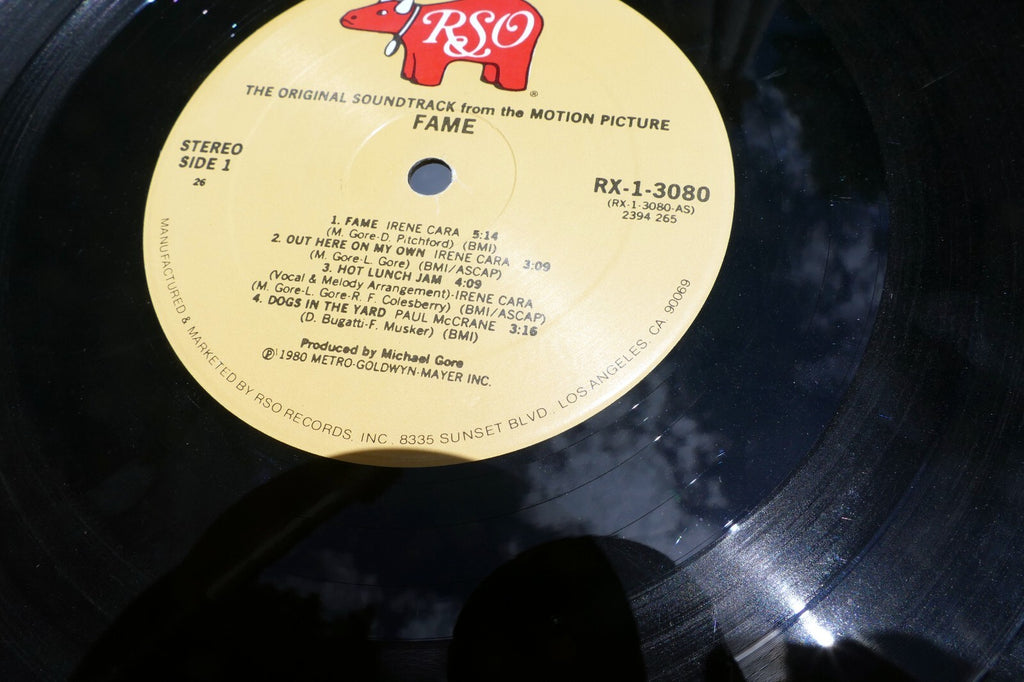 RSO
®
THE ORIGINAL SOUNDTRACK from the MOTION PICTURE
FAME
STEREO
SIDE 1
26
RX-1-3080
(RX-1-3080-AS)
2394 265
1. FAME IRENE CARA 5:14
(M. Gore-D. Pitchford) (BMI)
2. OUT HERE ON MY OWN IRENE CARA 3:09
(M. Gore-L. Gore) (BMI/ASCAP)
3. HOT LUNCH JAM 4:09
(Vocal & Melody Arrangement)-IRENE CARA
(M. Gore-L. Gore-R. F. Colesberry) (BMI/ASCAP)
4. DOGS IN THE YARD PAUL McCRANE 3:16
(D. Bugatti-F. Musker) (BMI)
Produced by Michael Gore
℗ 1980 METRO-GOLDWYN-MAYER INC.
MANUFACTURED & MARKETED BY RSO RECORDS, INC., 8335 SUNSET BLVD., LOS ANGELES, CA. 90069